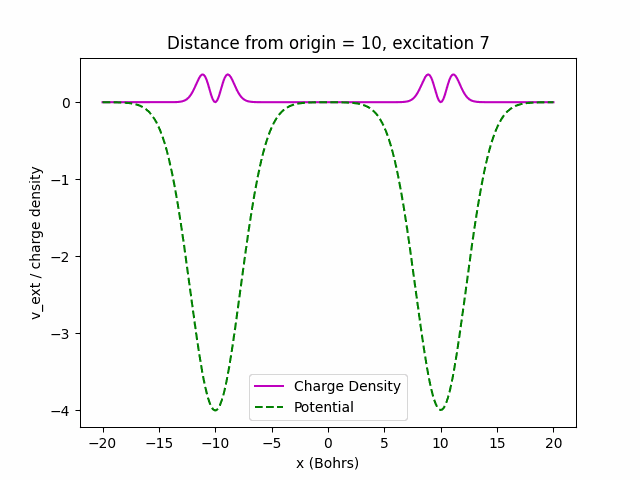 Distance from origin = 10, excitation 7
v_ext / charge density
0
−1
−2
−3
−4
Charge Density
Potential
−20 −15 −10 −5 0 5 10 15 20
x (Bohrs)